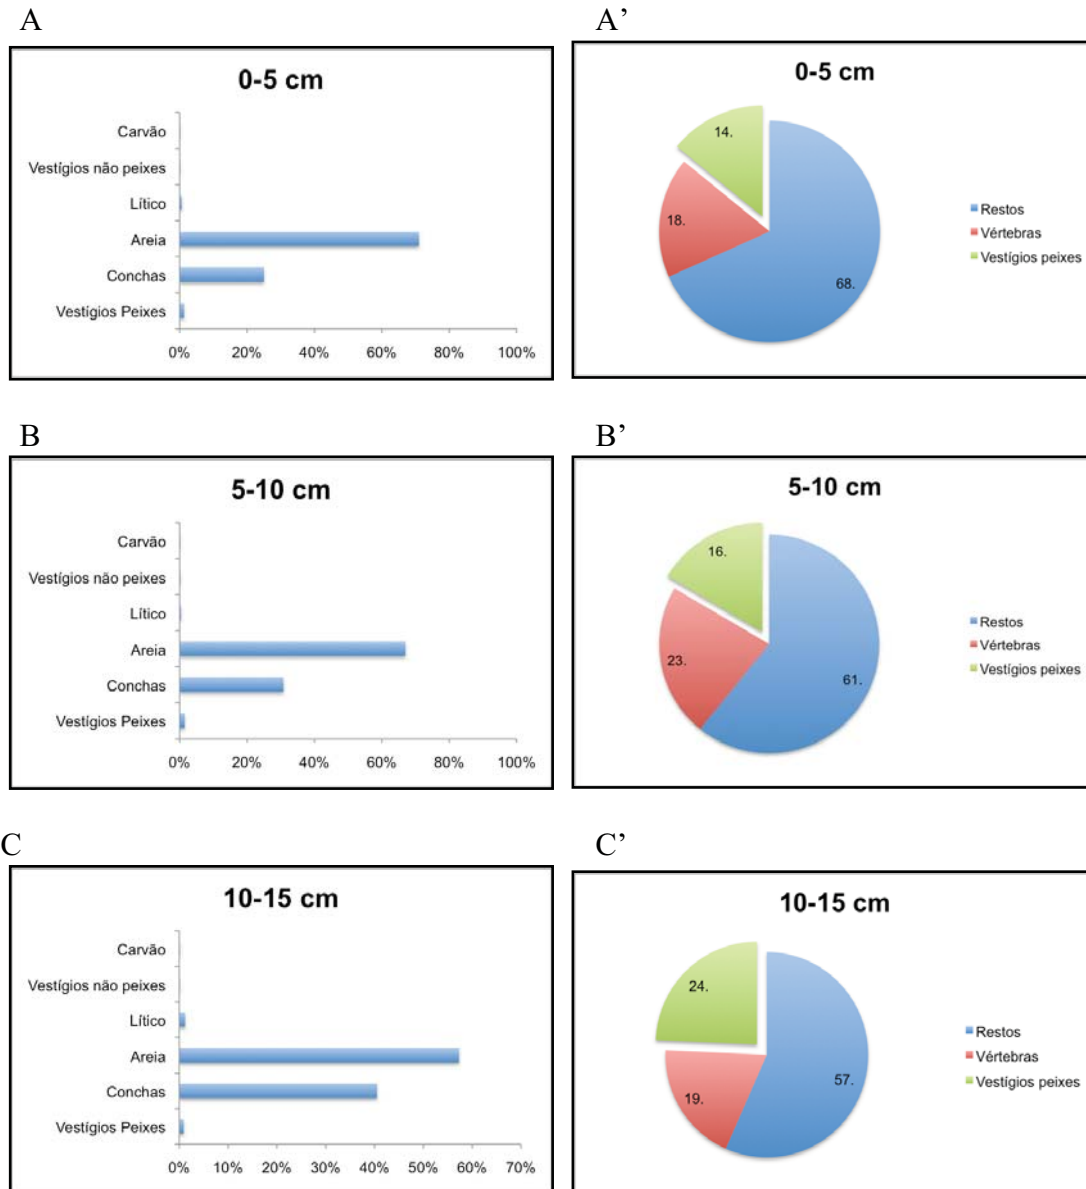 A
0-5 cm
Carvão
Vestígios não peixes
Lítico
Areia
Conchas
Vestígios Peixes
0% 20% 40% 60% 80% 100%
A’
0-5 cm
14.
18.
68.
Restos
Vértebras
Vestígios peixes
B
5-10 cm
Carvão
Vestígios não peixes
Lítico
Areia
Conchas
Vestígios Peixes
0% 20% 40% 60% 80% 100%
B’
5-10 cm
16.
23.
61.
Restos
Vértebras
Vestígios peixes
C
10-15 cm
Carvão
Vestígios não peixes
Lítico
Areia
Conchas
Vestígios Peixes
0% 10% 20% 30% 40% 50% 60% 70%
C’
10-15 cm
24.
19.
57.
Restos
Vértebras
Vestígios peixes